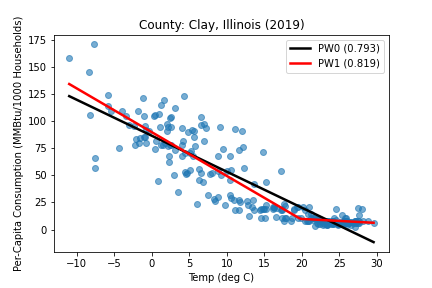 County: Clay, Illinois (2019)
PW0 (0.793)
PW1 (0.819)
Per-Capita Consumption (MMBtu/1000 Households)
175
150
125
100
75
50
25
0
−10 −5 0 5 10 15 20 25 30
Temp (deg C)